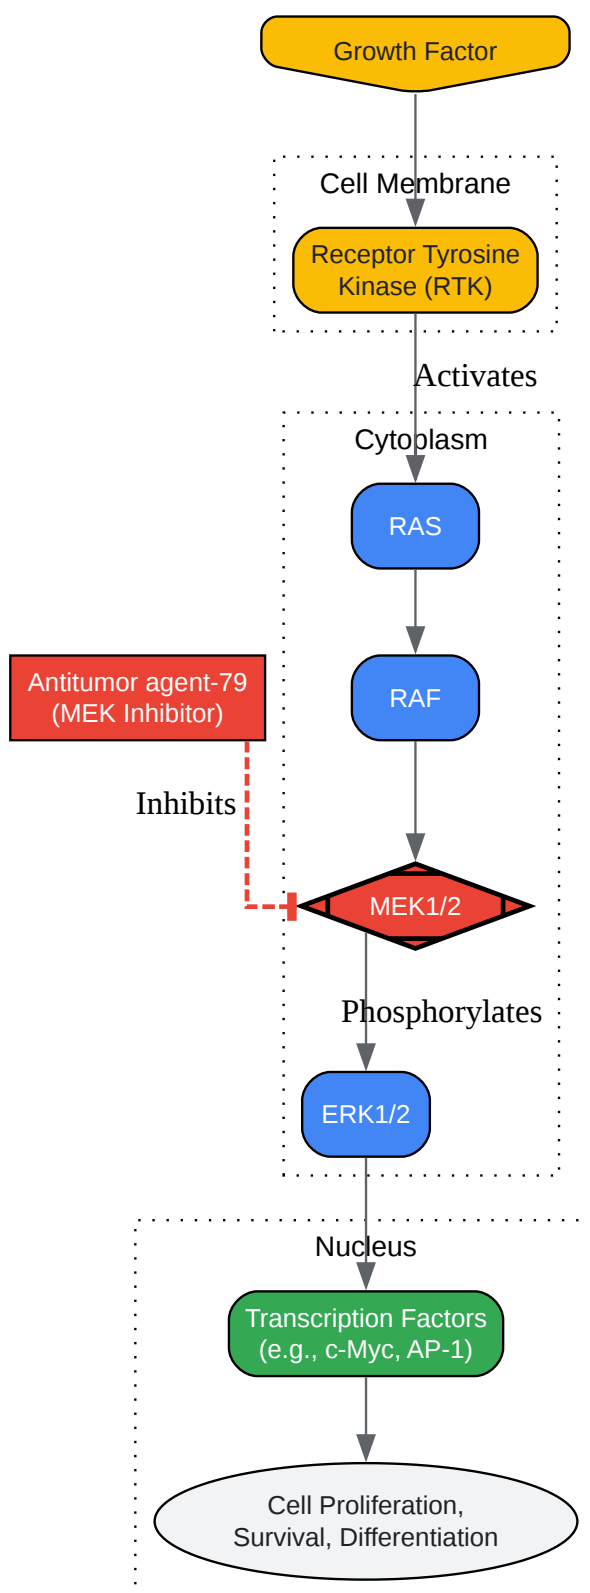 Growth Factor
Cell Membrane
Receptor Tyrosine
Kinase (RTK)
Activates
Cytoplasm
RAS
Antitumor agent-79
(MEK Inhibitor)
RAF
Inhibits
MEK1/2
Phosphorylates
ERK1/2
Nucleus
Transcription Factors
(e.g., c-Myc, AP-1)
Cell Proliferation,
Survival, Differentiation